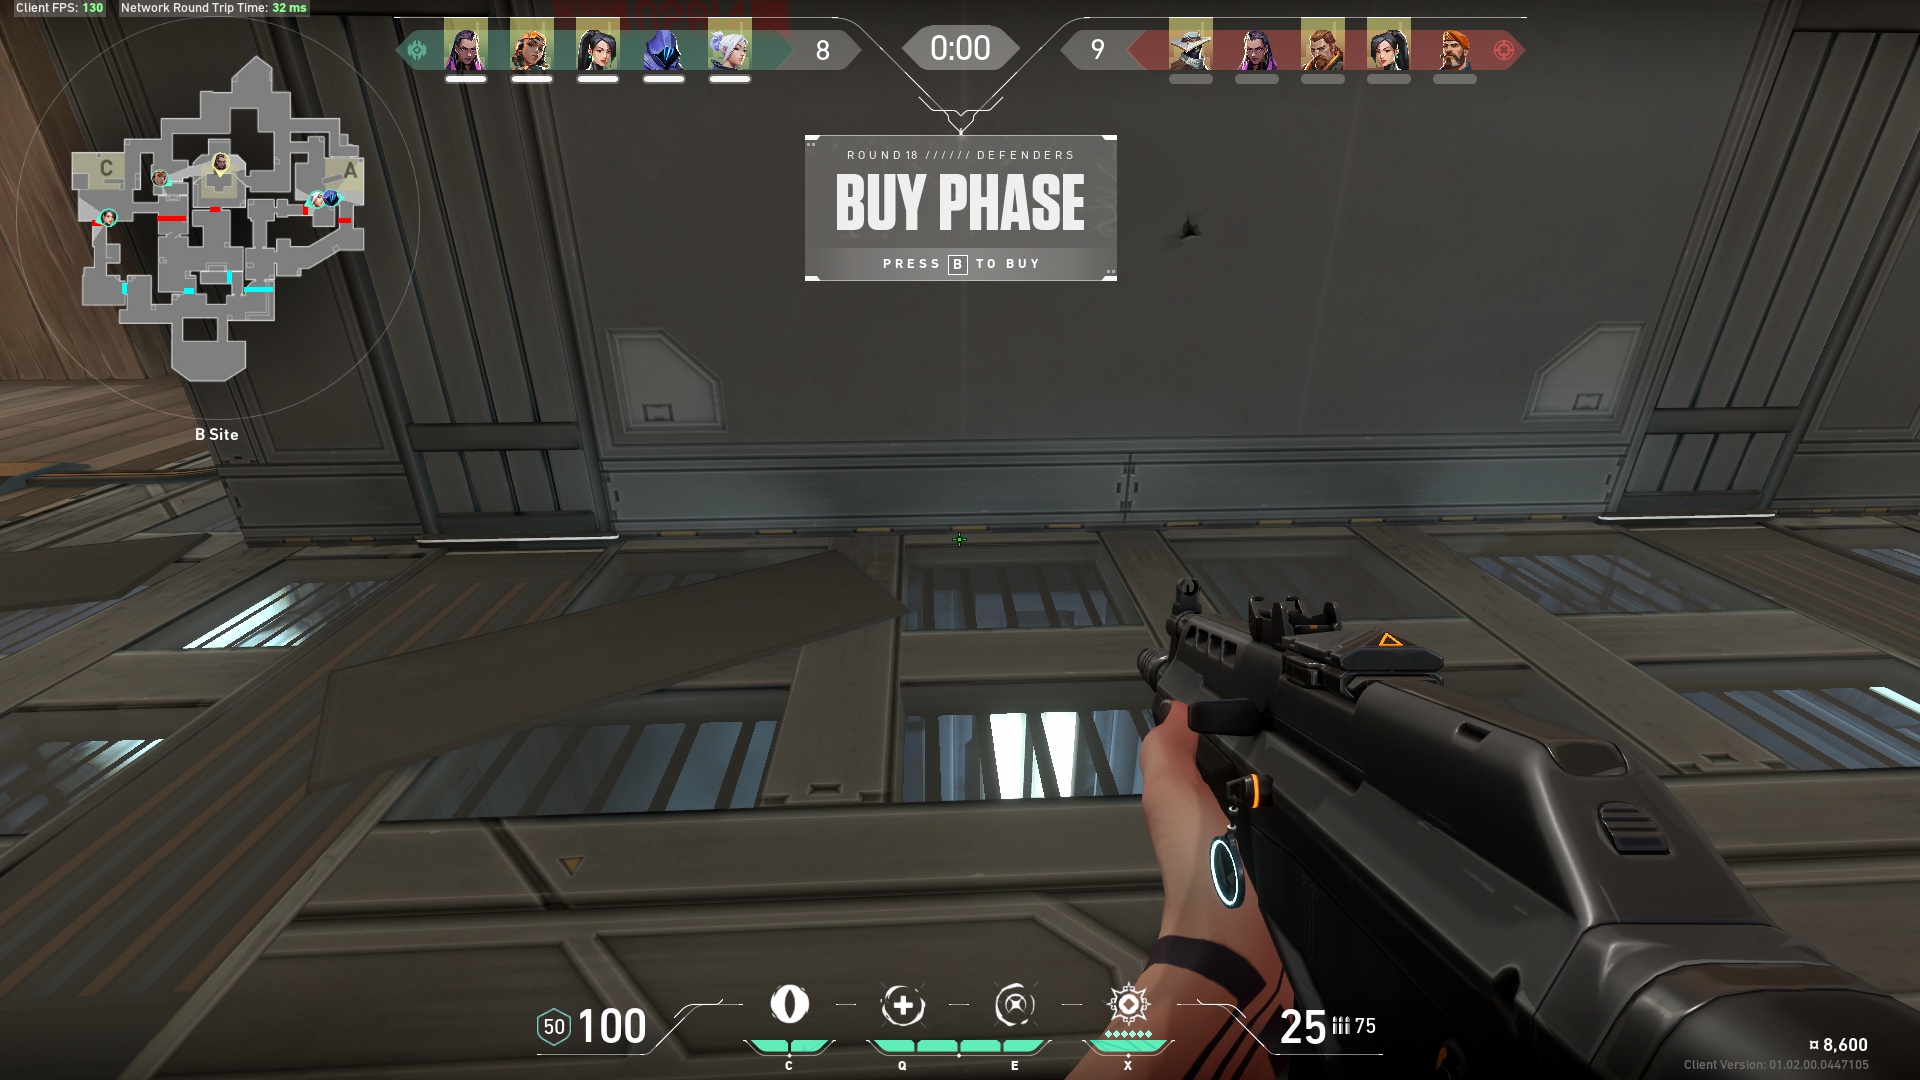 Client FPS: 130 Network Round Trip Time: 32 ms
8 0:00 9
ROUND 18 ////// DEFENDERS
BUY PHASE
PRESS B TO BUY
C
A
B Site
50 100
25 75
C Q E X
¤ 8,600
Client Version: 01.02.00.0447105